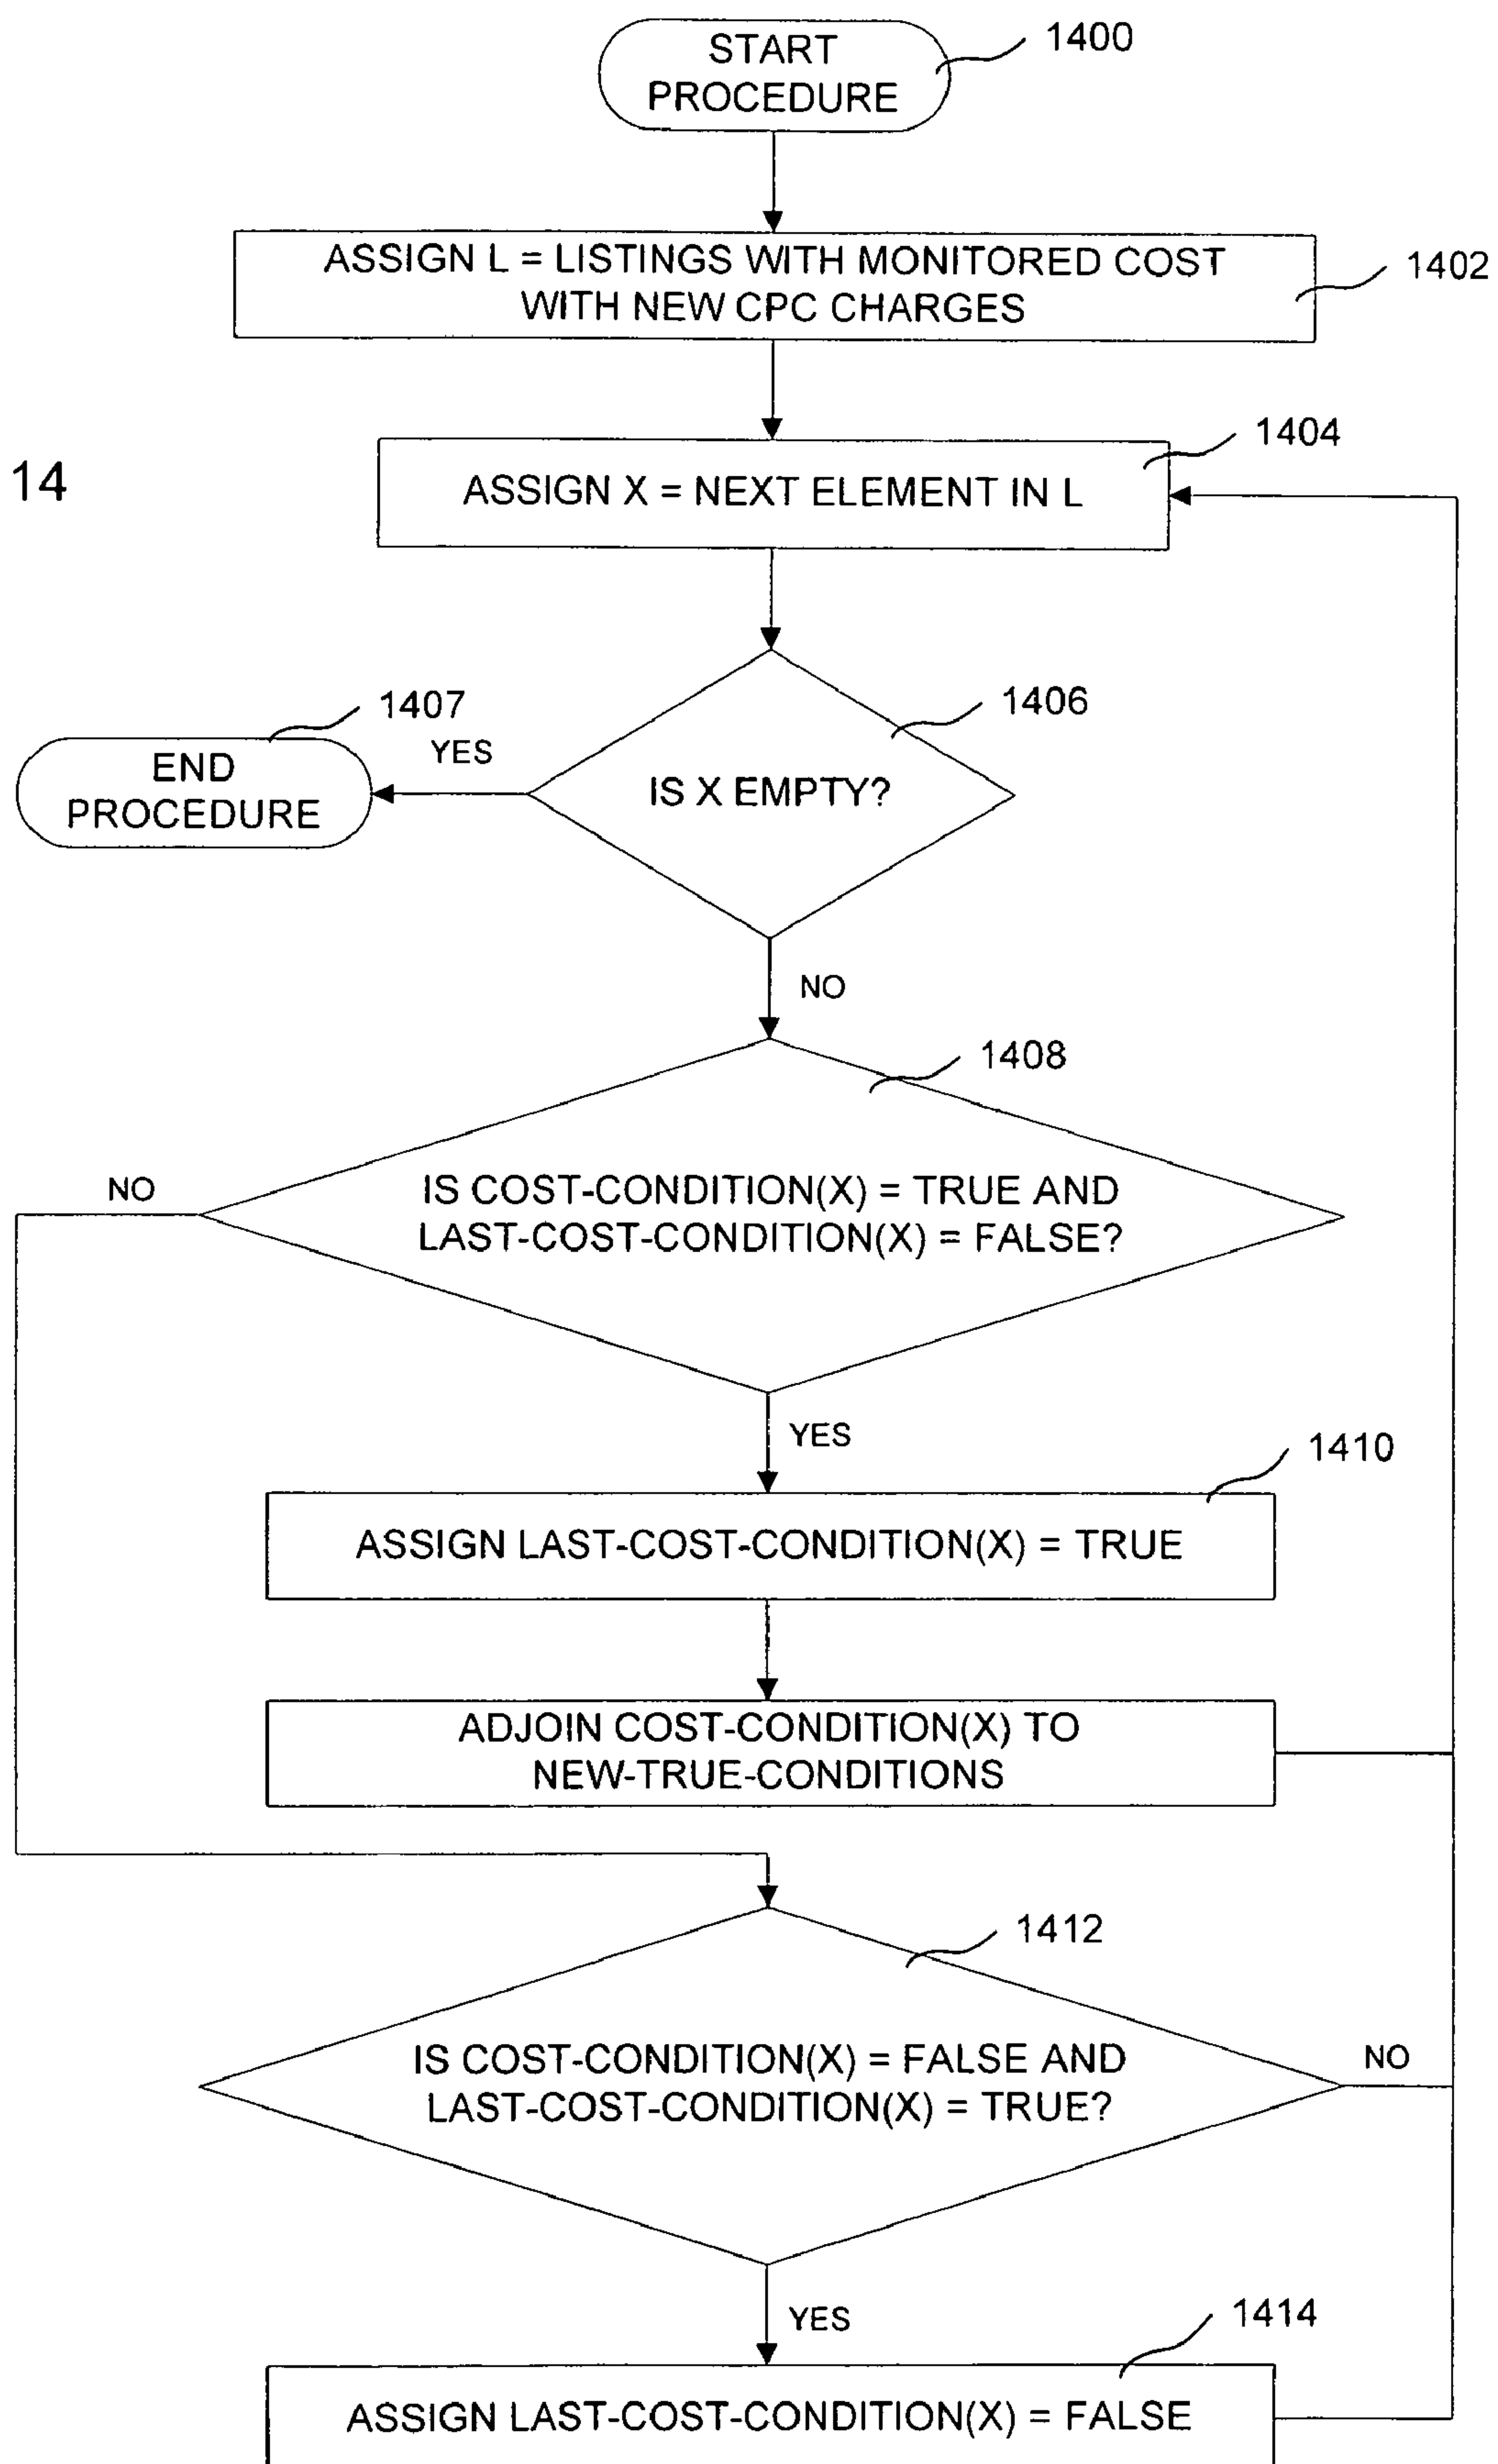 START
PROCEDURE
1400
ASSIGN L = LISTINGS WITH MONITORED COST
WITH NEW CPC CHARGES
1402
14
1404
ASSIGN X = NEXT ELEMENT IN L
1406
IS X EMPTY?
YES
1407
END
PROCEDURE
NO
1408
IS COST-CONDITION(X) = TRUE AND
LAST-COST-CONDITION(X) = FALSE?
NO
YES
1410
ASSIGN LAST-COST-CONDITION(X) = TRUE
ADJOIN COST-CONDITION(X) TO
NEW-TRUE-CONDITIONS
1412
IS COST-CONDITION(X) = FALSE AND
LAST-COST-CONDITION(X) = TRUE?
NO
YES
1414
ASSIGN LAST-COST-CONDITION(X) = FALSE